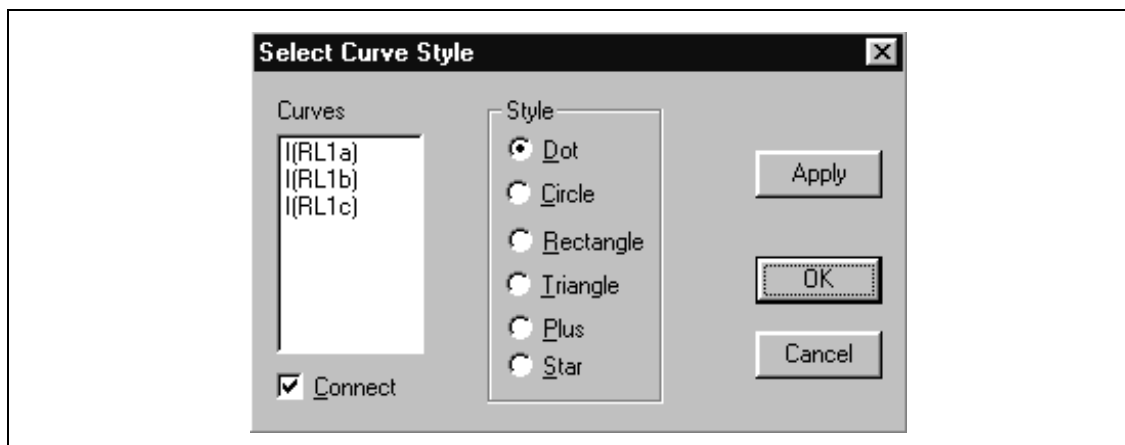 Select Curve Style
Curves
I(RL1a)
I(RL1b)
I(RL1c)
Connect
Style
Dot
Circle
Rectangle
Triangle
Plus
Star
Apply
OK
Cancel